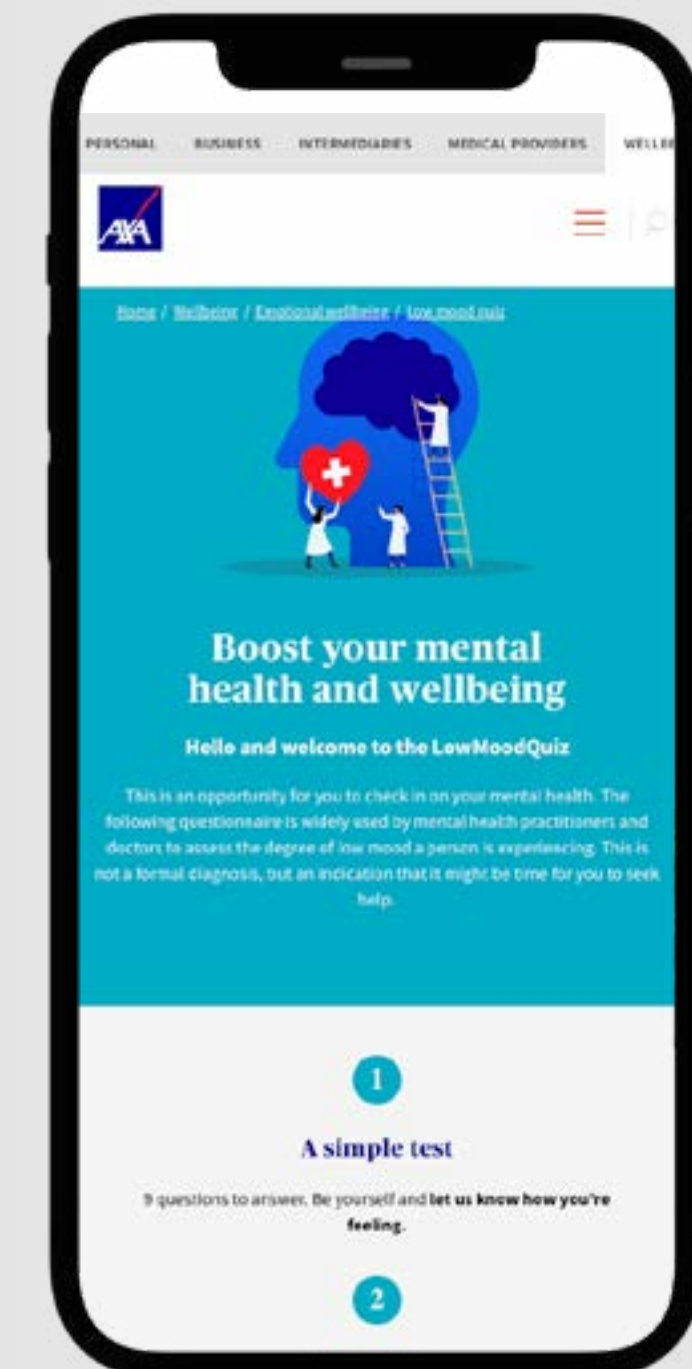 PERSONAL BUSINESS INTERMEDIARIES MEDICAL PROVIDERS WELLBE
AXA
Home / Wellbeing / Emotional wellbeing / Low mood quiz
Boost your mental
health and wellbeing
Hello and welcome to the LowMoodQuiz
This is an opportunity for you to check in on your mental health. The
following questionnaire is widely used by mental health practitioners and
doctors to assess the degree of low mood a person is experiencing. This is
not a formal diagnosis, but an indication that it might be time for you to seek
help.
1
A simple test
9 questions to answer. Be yourself and let us know how you're
feeling.
2